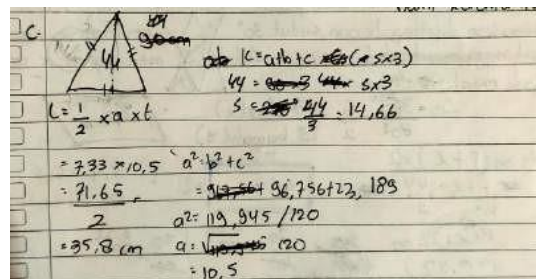 C.
44
K = a+b+c (= s×3)
44 = s×3
s = 44/3 = 14,66
L = 1/2 × a × t
= 7,33 × 10,5
a² = b² + c²
= 71,65 / 2
= 96,756 + 23,189
a² = 119,945 / 120
= 35,8 cm
a = √120
= 10,5